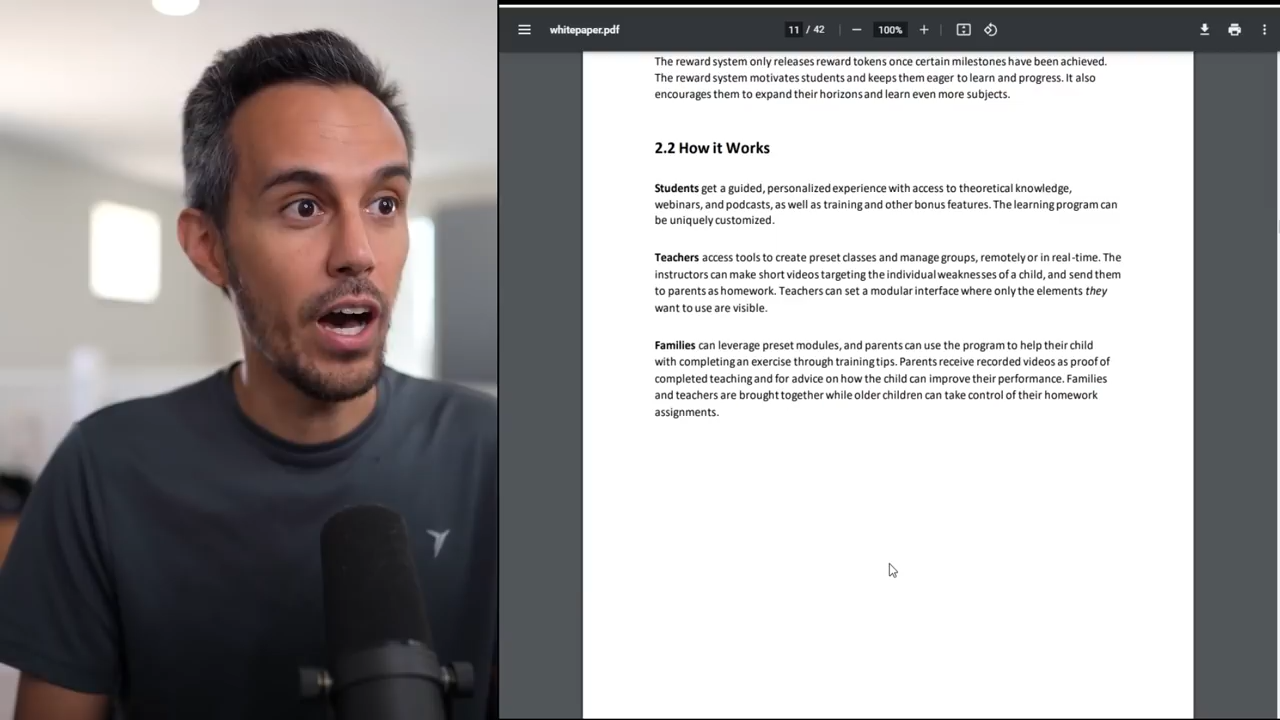 whitepaper.pdf
11 / 42
100%
The reward system only releases reward tokens once certain milestones have been achieved.
The reward system motivates students and keeps them eager to learn and progress. It also
encourages them to expand their horizons and learn even more subjects.
2.2 How it Works
Students get a guided, personalized experience with access to theoretical knowledge,
webinars, and podcasts, as well as training and other bonus features. The learning program can
be uniquely customized.
Teachers access tools to create preset classes and manage groups, remotely or in real-time. The
instructors can make short videos targeting the individual weaknesses of a child, and send them
to parents as homework. Teachers can set a modular interface where only the elements they
want to use are visible.
Families can leverage preset modules, and parents can use the program to help their child
with completing an exercise through training tips. Parents receive recorded videos as proof of
completed teaching and for advice on how the child can improve their performance. Families
and teachers are brought together while older children can take control of their homework
assignments.